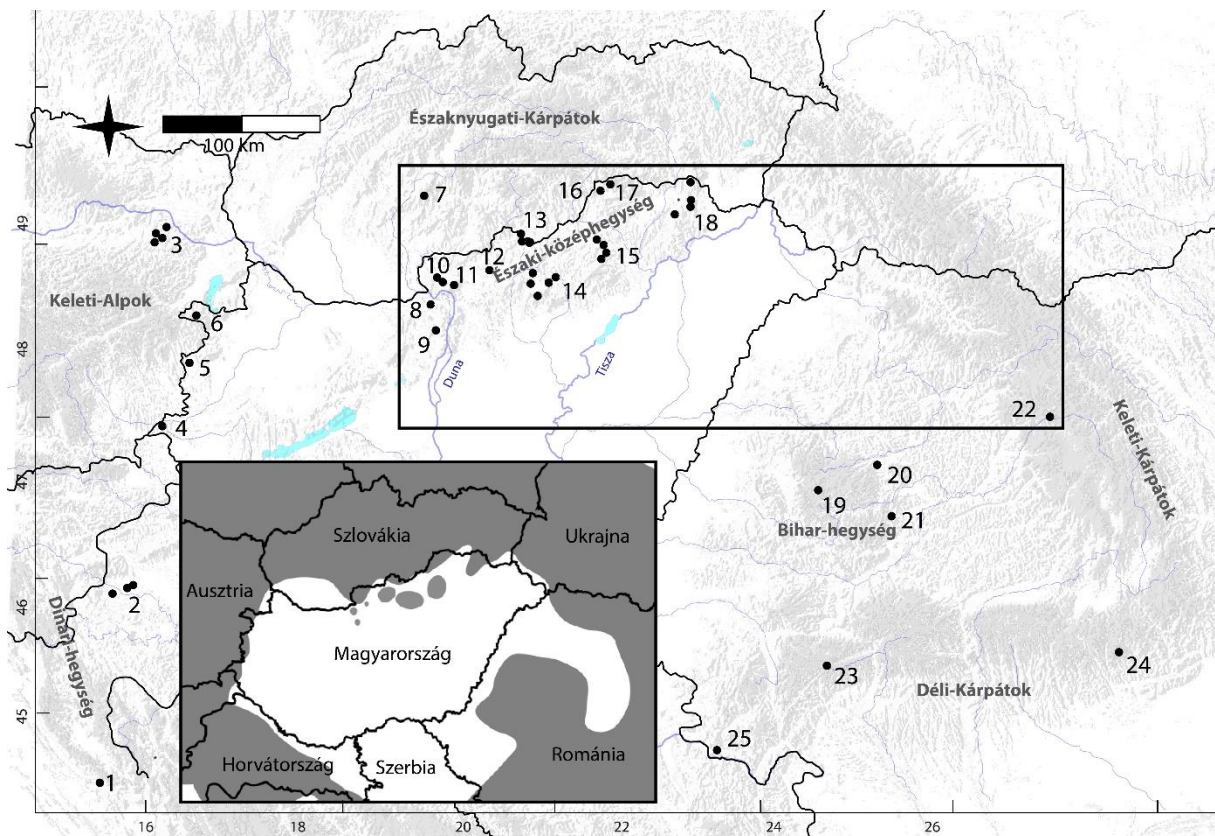 Északnyugati-Kárpátok
100 km
7
16
17
13
18
3
49
Északi-középhegység
15
12
10
11
14
Keleti-Alpok
8
6
9
48
5
Duna
Tisza
22
4
Keleti-Kárpátok
47
20
19
21
Bihar-hegység
Szlovákia
Ukrajna
Ausztria
2
46
Magyarország
Dinári-hegység
24
23
Déli-Kárpátok
45
25
Románia
Horvátország
Szerbia
1
16
18
20
22
24
26